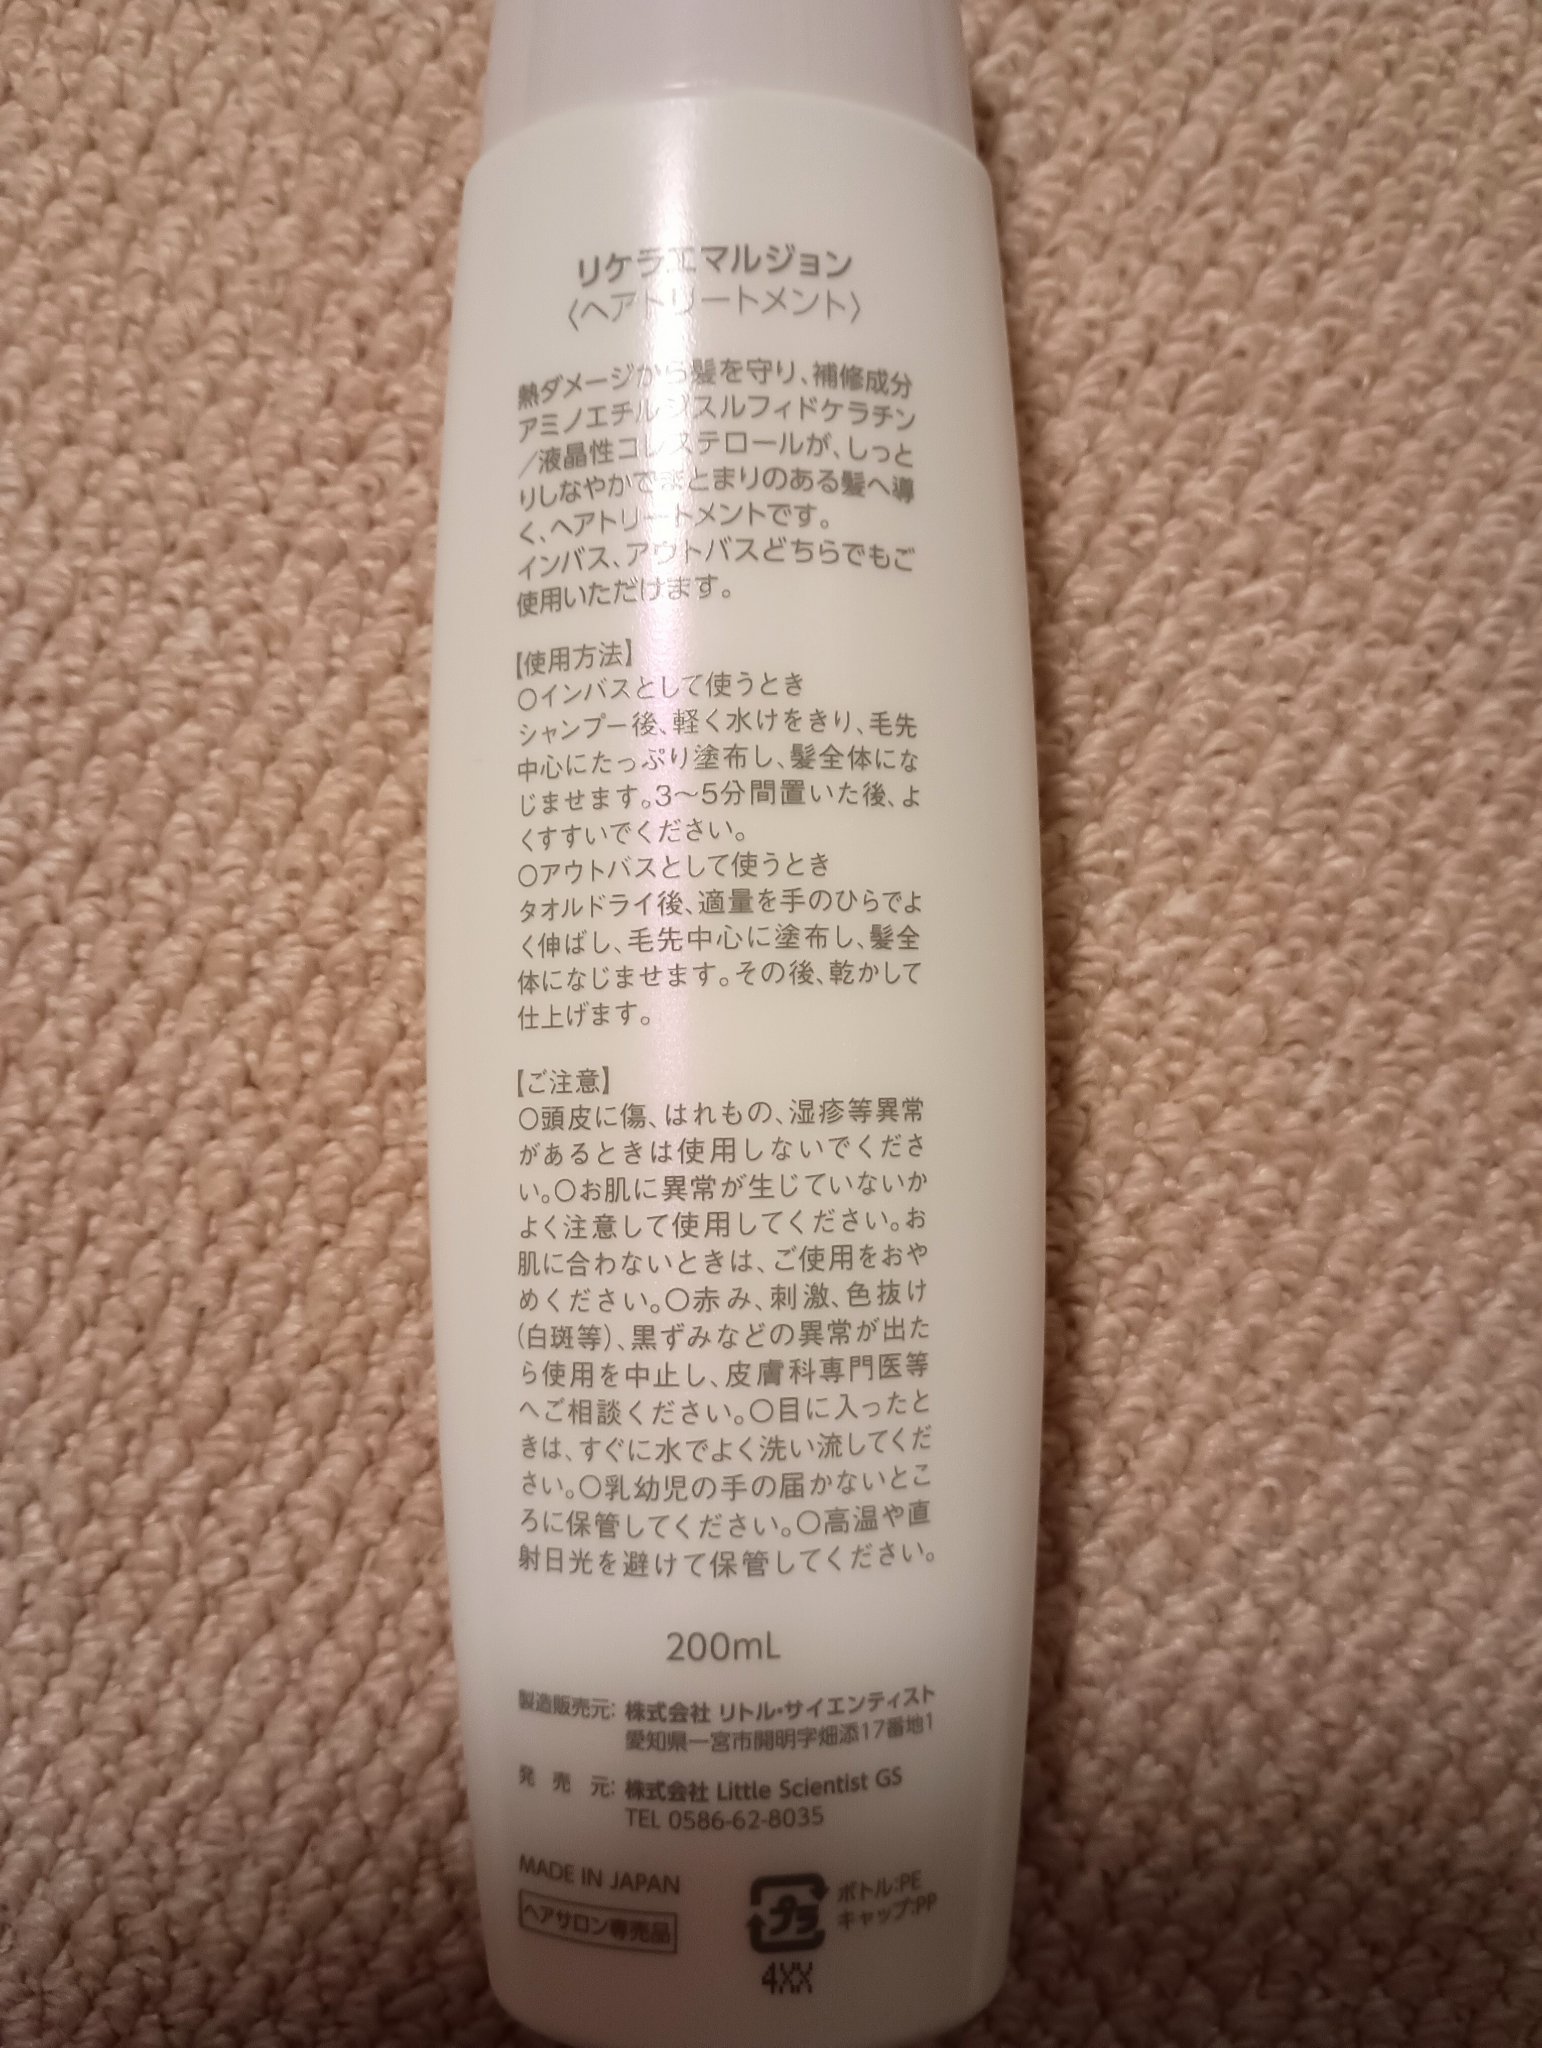 リケラエマルジョン
〈ヘアトリートメント〉
熱ダメージから髪を守り、補修成分
アミノエチルジスルフィドケラチン
/液晶性コレステロールが、しっと
りしなやかでまとまりのある髪へ導
く、ヘアトリートメントです。
インバス、アウトバスどちらでもご
使用いただけます。
【使用方法】
○インバスとして使うとき
シャンプー後、軽く水けをきり、毛先
中心にたっぷり塗布し、髪全体にな
じませます。3〜5分間置いた後、よ
くすすいでください。
○アウトバスとして使うとき
タオルドライ後、適量を手のひらでよ
く伸ばし、毛先中心に塗布し、髪全
体になじませます。その後、乾かして
仕上げます。
【ご注意】
○頭皮に傷、はれもの、湿疹等異常
があるときは使用しないでくださ
い。○お肌に異常が生じていないか
よく注意して使用してください。お
肌に合わないときは、ご使用をおや
めください。○赤み、刺激、色抜け
(白斑等)、黒ずみなどの異常が出た
ら使用を中止し、皮膚科専門医等
へご相談ください。○目に入ったと
きは、すぐに水でよく洗い流してくだ
さい。○乳幼児の手の届かないとこ
ろに保管してください。○高温や直
射日光を避けて保管してください。
200mL
製造販売元: 株式会社 リトル・サイエンティスト
愛知県一宮市開明字畑添17番地1
発売元: 株式会社 Little Scientist GS
TEL 0586-62-8035
MADE IN JAPAN
ヘアサロン専売品
プラ
ボトル:PE
キャップ:PP
4XX